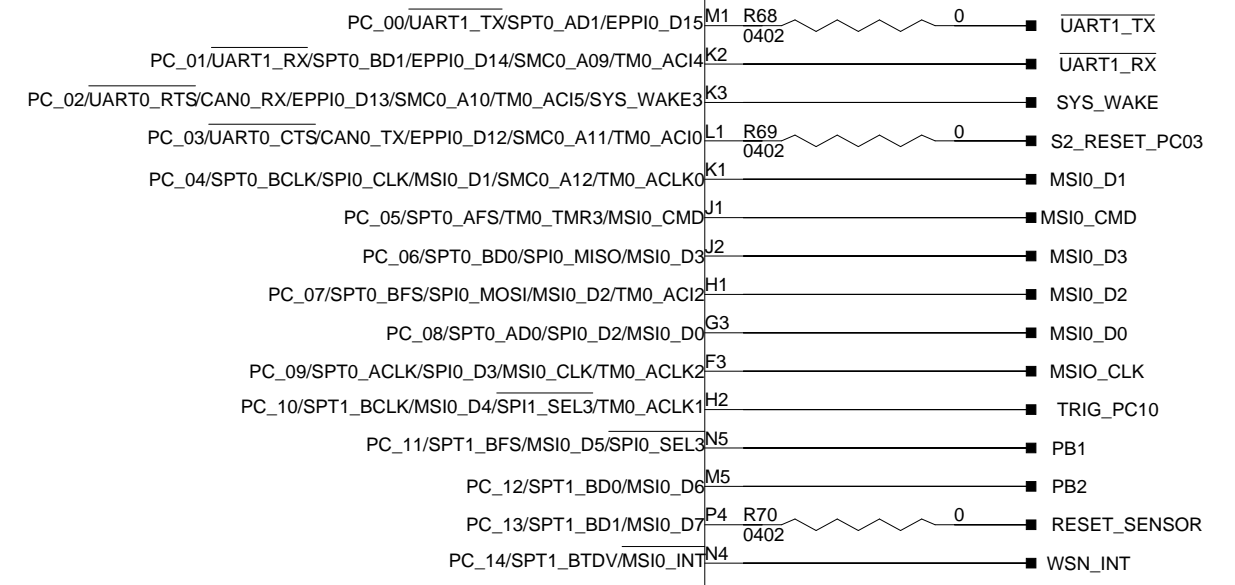 PC_00/UART1_TX/SPT0_AD1/EPPI0_D15 M1 R68 0 UART1_TX
0402
PC_01/UART1_RX/SPT0_BD1/EPPI0_D14/SMC0_A09/TM0_ACI4 K2 UART1_RX
PC_02/UART0_RTS/CAN0_RX/EPPI0_D13/SMC0_A10/TM0_ACI5/SYS_WAKE3 K3 SYS_WAKE
PC_03/UART0_CTS/CAN0_TX/EPPI0_D12/SMC0_A11/TM0_ACI0 L1 R69 0 S2_RESET_PC03
0402
PC_04/SPT0_BCLK/SPI0_CLK/MSI0_D1/SMC0_A12/TM0_ACLK0 K1 MSI0_D1
PC_05/SPT0_AFS/TM0_TMR3/MSI0_CMD J1 MSI0_CMD
PC_06/SPT0_BD0/SPI0_MISO/MSI0_D3 J2 MSI0_D3
PC_07/SPT0_BFS/SPI0_MOSI/MSI0_D2/TM0_ACI2 H1 MSI0_D2
PC_08/SPT0_AD0/SPI0_D2/MSI0_D0 G3 MSI0_D0
PC_09/SPT0_ACLK/SPI0_D3/MSI0_CLK/TM0_ACLK2 F3 MSIO_CLK
PC_10/SPT1_BCLK/MSI0_D4/SPI1_SEL3/TM0_ACLK1 H2 TRIG_PC10
PC_11/SPT1_BFS/MSI0_D5/SPI0_SEL3 N5 PB1
PC_12/SPT1_BD0/MSI0_D6 M5 PB2
PC_13/SPT1_BD1/MSI0_D7 P4 R70 0 RESET_SENSOR
0402
PC_14/SPT1_BTDV/MSI0_INT N4 WSN_INT